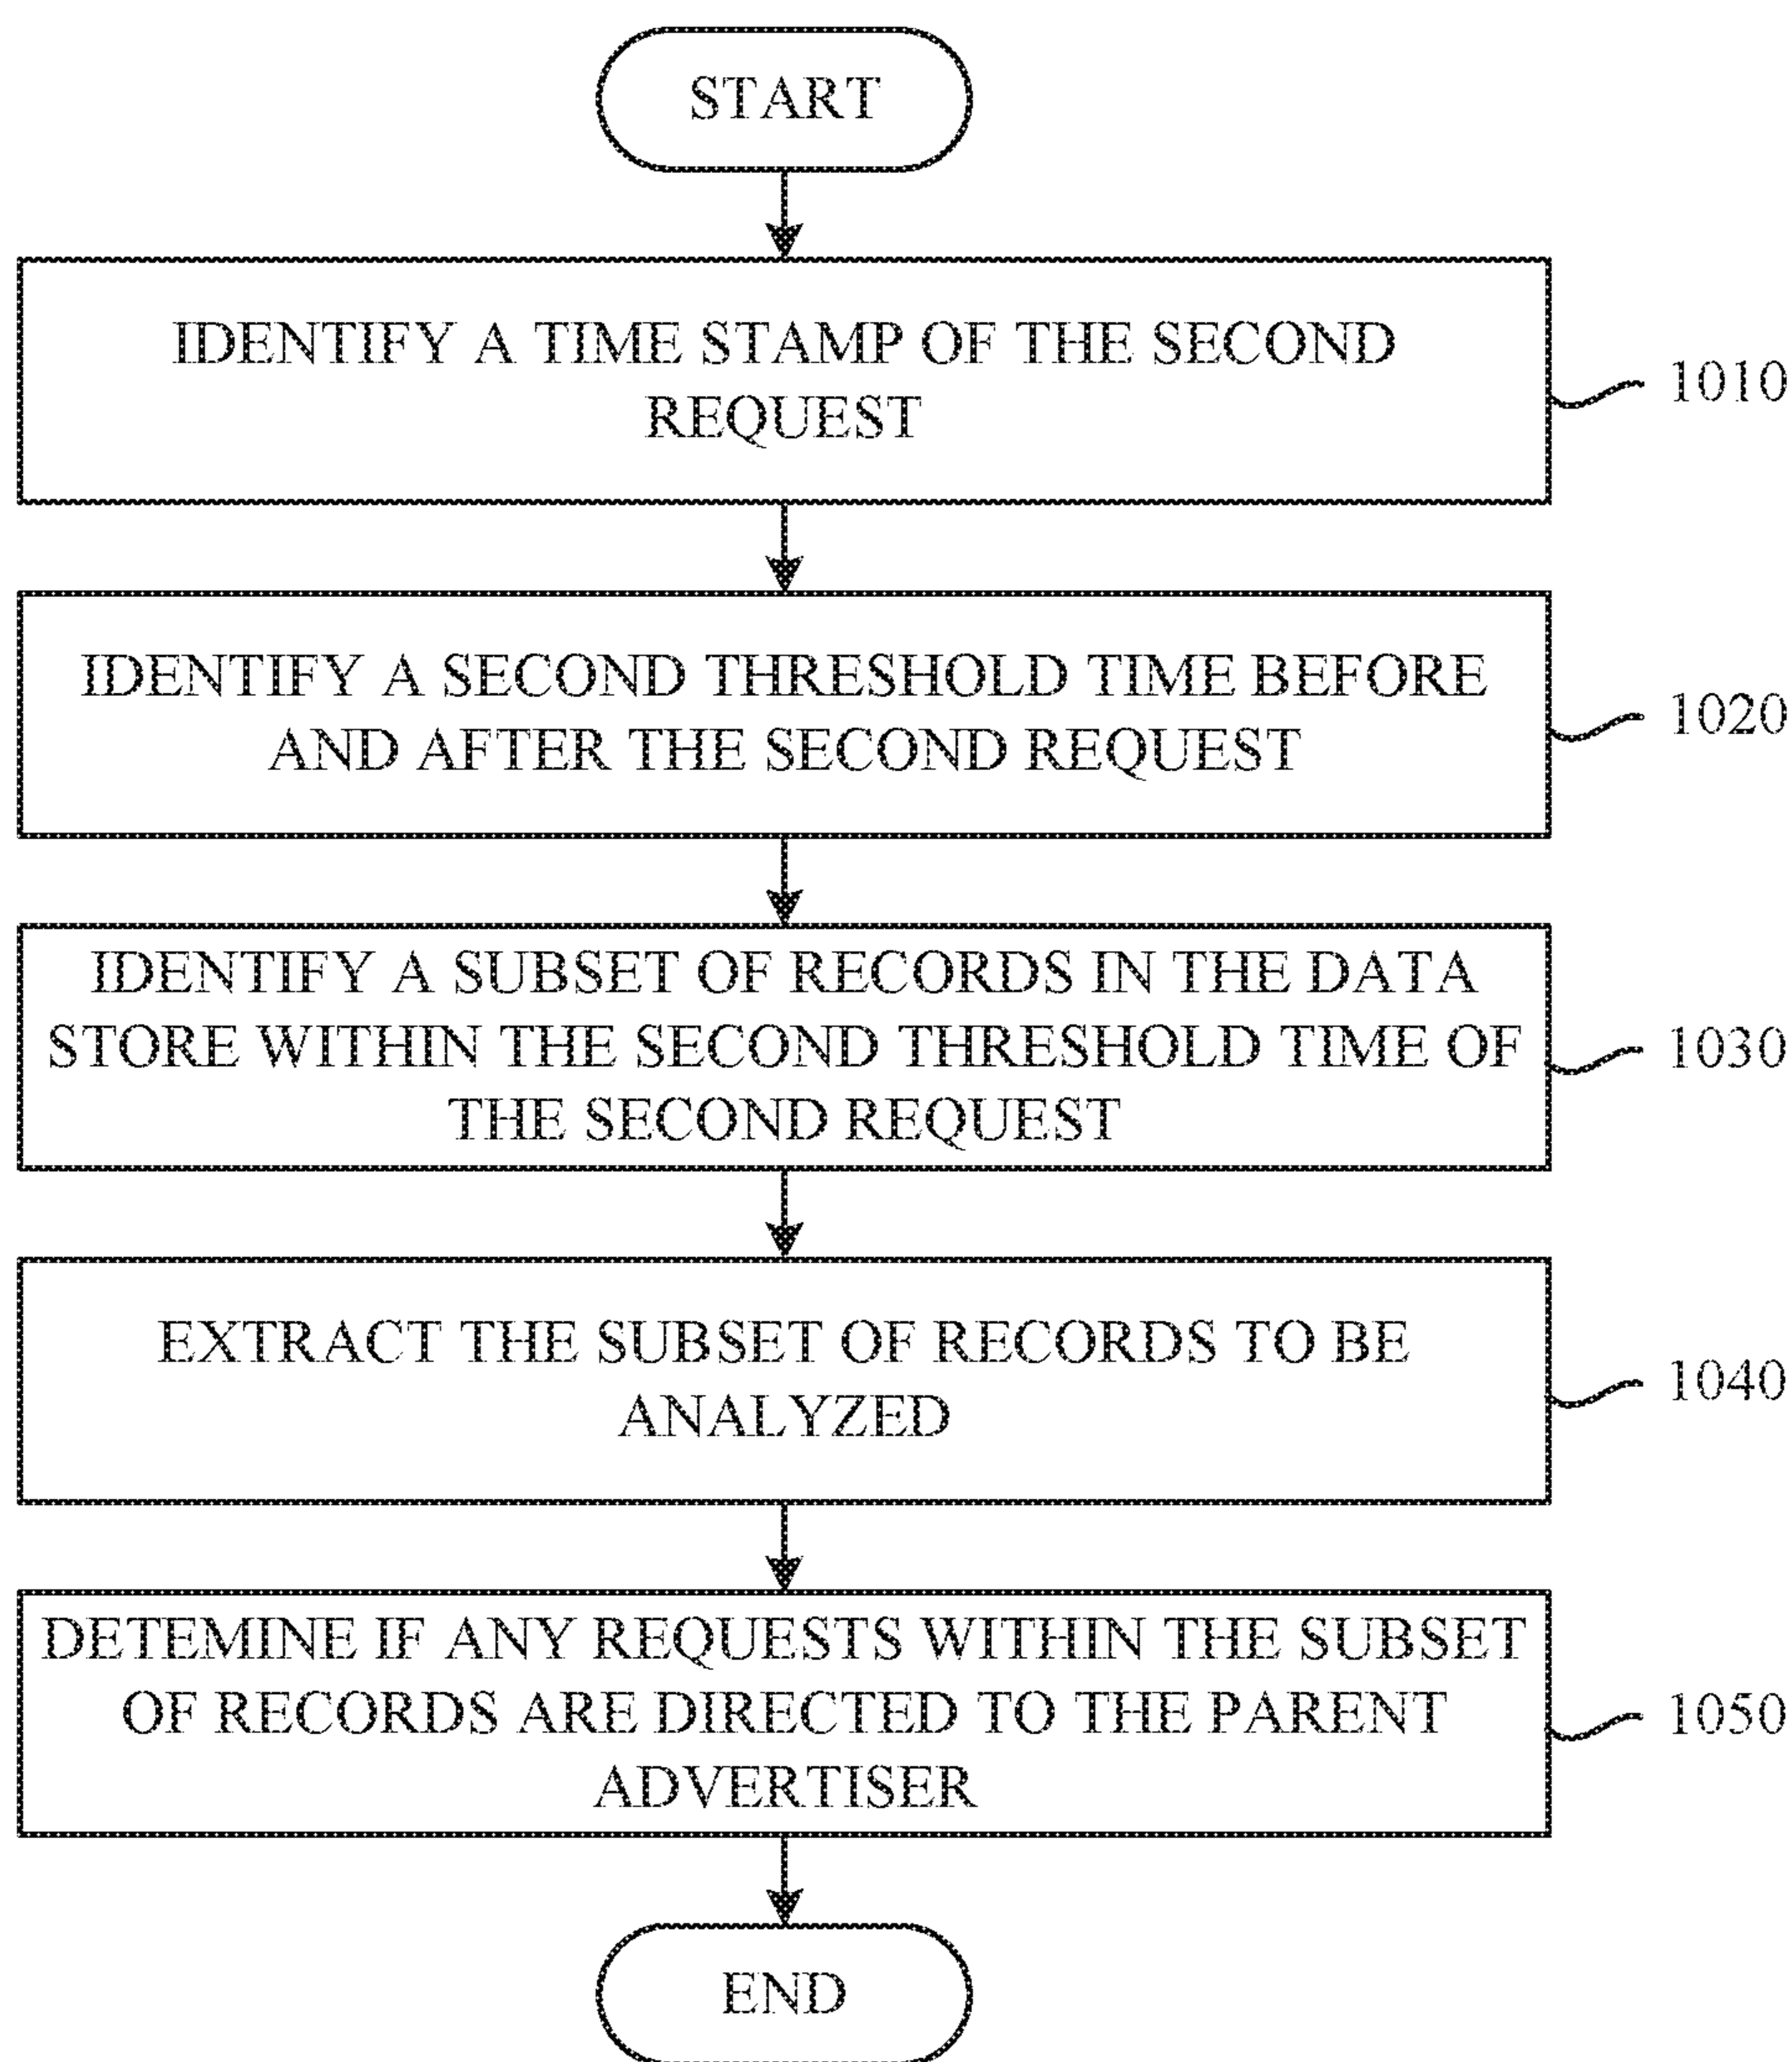 START
IDENTIFY A TIME STAMP OF THE SECOND
REQUEST
1010
IDENTIFY A SECOND THRESHOLD TIME BEFORE
AND AFTER THE SECOND REQUEST
1020
IDENTIFY A SUBSET OF RECORDS IN THE DATA
STORE WITHIN THE SECOND THRESHOLD TIME OF
THE SECOND REQUEST
1030
EXTRACT THE SUBSET OF RECORDS TO BE
ANALYZED
1040
DETEMINE IF ANY REQUESTS WITHIN THE SUBSET
OF RECORDS ARE DIRECTED TO THE PARENT
ADVERTISER
1050
END